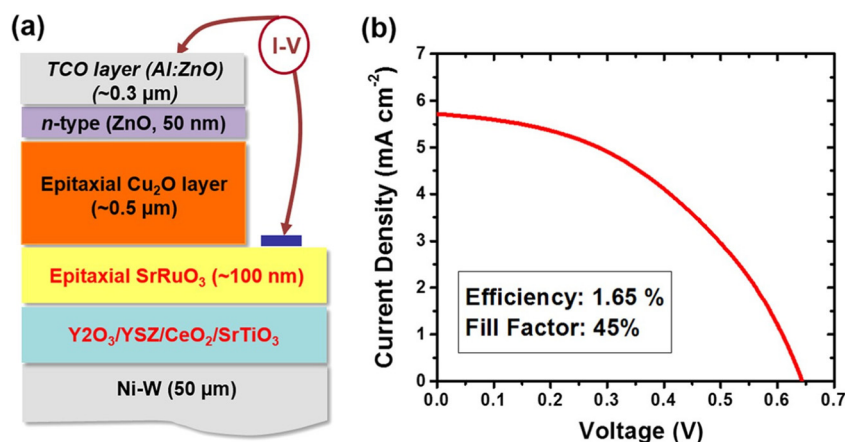 (a)
I-V
TCO layer (Al:ZnO)
(~0.3 µm)
n-type (ZnO, 50 nm)
Epitaxial Cu₂O layer
(~0.5 µm)
Epitaxial SrRuO₃ (~100 nm)
Y2O₃/YSZ/CeO₂/SrTiO₃
Ni-W (50 µm)
(b)
Current Density (mA cm⁻²)
7
6
5
4
3
2
1
0
Efficiency: 1.65 %
Fill Factor: 45%
0.0 0.1 0.2 0.3 0.4 0.5 0.6 0.7
Voltage (V)